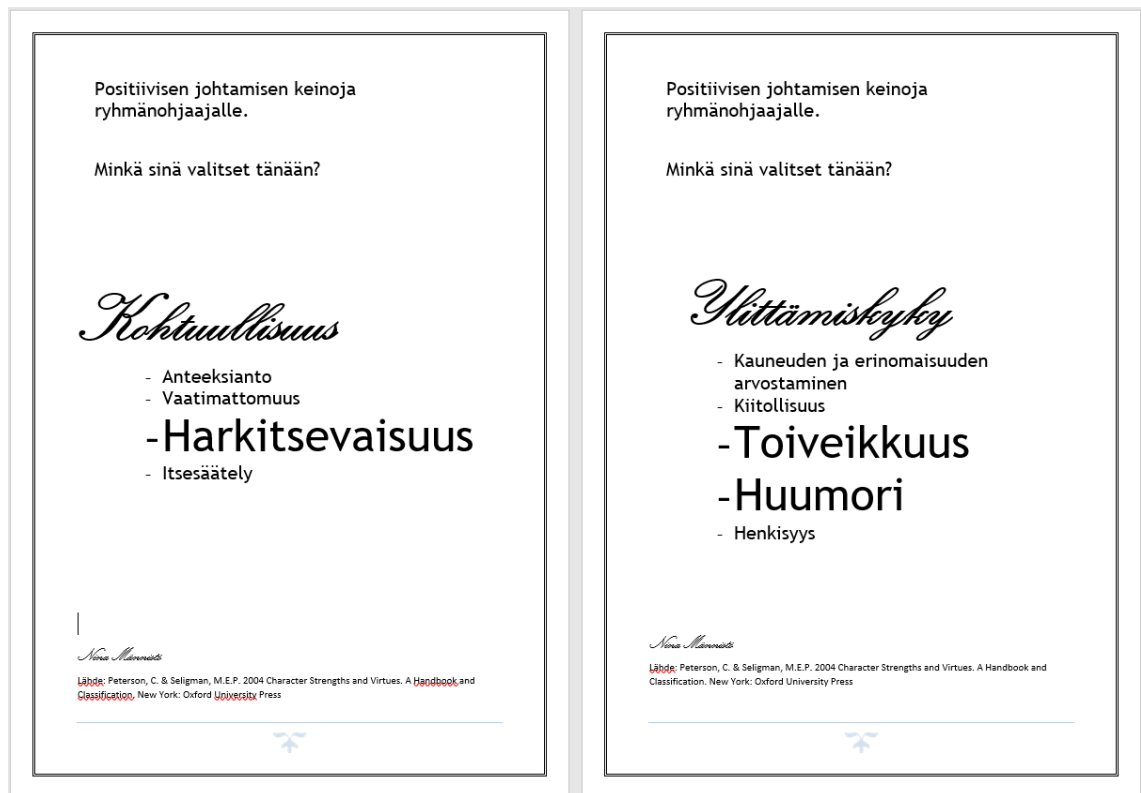 Positiivisen johtamisen keinoja
ryhmänohjaajalle.
Minkä sinä valitset tänään?
Kohtuullisuus
- Anteeksianto
- Vaatimattomuus
-Harkitsevaisuus
- Itsesäätely
Nina Männistö
Lähde: Peterson, C. & Seligman, M.E.P. 2004 Character Strengths and Virtues. A Handbook and
Classification. New York: Oxford University Press
Positiivisen johtamisen keinoja
ryhmänohjaajalle.
Minkä sinä valitset tänään?
Ylittämiskyky
- Kauneuden ja erinomaisuuden
arvostaminen
- Kiitollisuus
-Toiveikkuus
-Huumori
- Henkisyys
Nina Männistö
Lähde: Peterson, C. & Seligman, M.E.P. 2004 Character Strengths and Virtues. A Handbook and
Classification. New York: Oxford University Press